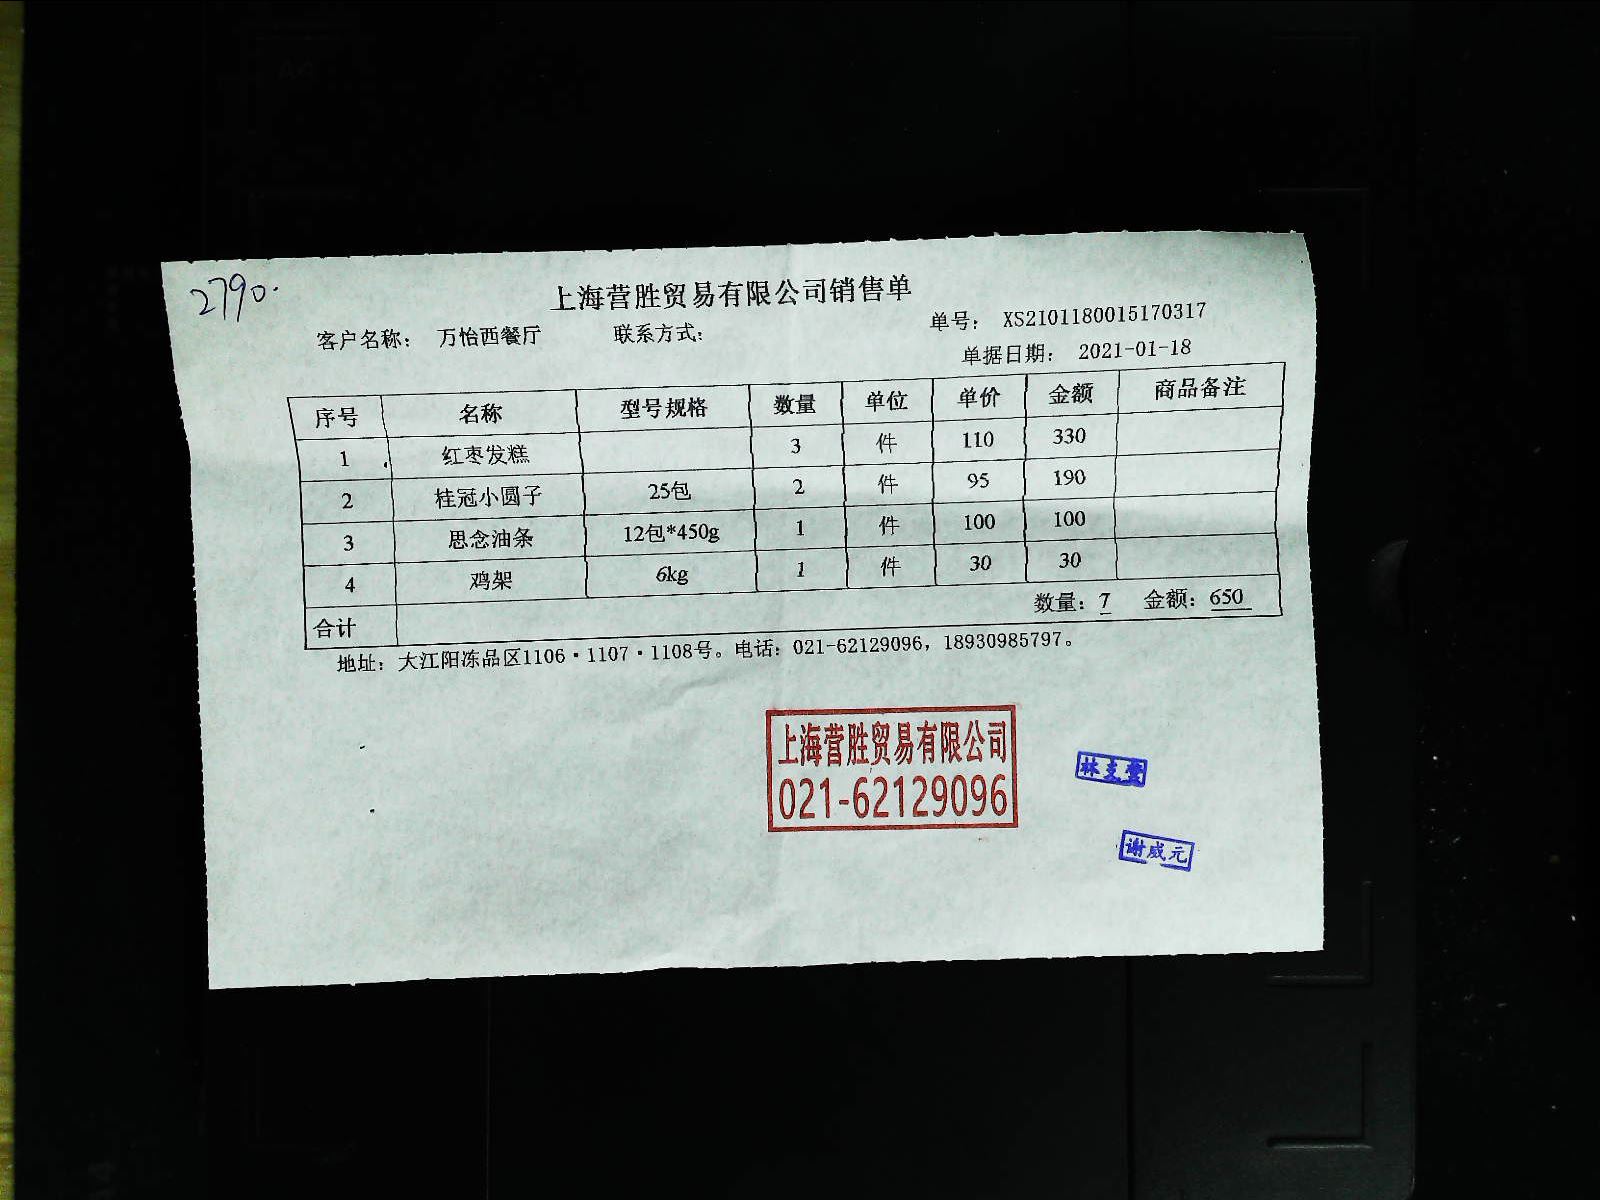 2790.
上海营胜贸易有限公司销售单
客户名称： 万怡西餐厅 联系方式： 单号： XS2101180015170317
单据日期： 2021-01-18
序号 名称 型号规格 数量 单位 单价 金额 商品备注
1 红枣发糕 3 件 110 330
2 桂冠小圆子 25包 2 件 95 190
3 思念油条 12包*450g 1 件 100 100
4 鸡架 6kg 1 件 30 30
合计 数量：7 金额：650
地址：大江阳冻品区1106·1107·1108号。电话：021-62129096，18930985797。
上海营胜贸易有限公司
021-62129096
谢威元